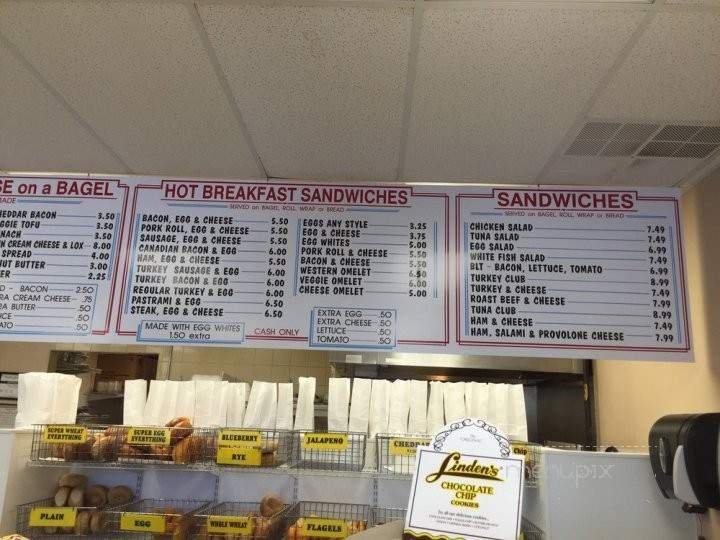 SE on a BAGEL
MADE
HEDDAR BACON 3.50
GGIE TOFU 3.50
NACH 3.50
N CREAM CHEESE & LOX 8.00
SPREAD 4.00
NUT BUTTER 3.00
ER 2.25
D - BACON 2.50
RA CREAM CHEESE .75
RA BUTTER .50
UCE .50
ATO .50
HOT BREAKFAST SANDWICHES
SERVED on BAGEL, ROLL, WRAP or BREAD
BACON, EGG & CHEESE 5.50
PORK ROLL, EGG & CHEESE 5.50
SAUSAGE, EGG & CHEESE 5.50
CANADIAN BACON & EGG 6.00
HAM, EGG & CHEESE 5.50
TURKEY SAUSAGE & EGG 6.00
TURKEY BACON & EGG 6.00
REGULAR TURKEY & EGG 6.00
PASTRAMI & EGG 6.50
STEAK, EGG & CHEESE 6.50
MADE WITH EGG WHITES
1.50 extra
CASH ONLY
EGGS ANY STYLE 3.25
EGG & CHEESE 3.75
EGG WHITES 5.00
PORK ROLL & CHEESE 5.50
BACON & CHEESE 5.50
WESTERN OMELET
VEGGIE OMELET 6.00
CHEESE OMELET 5.00
EXTRA EGG .50
EXTRA CHEESE .50
LETTUCE .50
TOMATO .50
SANDWICHES
SERVED on BAGEL, ROLL, WRAP or BREAD
CHICKEN SALAD 7.49
TUNA SALAD 7.49
EGG SALAD 6.99
WHITE FISH SALAD 7.49
BLT - BACON, LETTUCE, TOMATO 6.99
TURKEY CLUB 8.99
TURKEY & CHEESE 7.49
ROAST BEEF & CHEESE 7.99
TUNA CLUB 8.99
HAM & CHEESE 7.49
HAM, SALAMI & PROVOLONE CHEESE 7.99
SUPER WHEAT
EVERYTHING
SUPER EGG
EVERYTHING
BLUEBERRY
RYE
JALAPENO
CHEDDAR
Chip
PLAIN
EGG
WHOLE WHEAT
FLAGELS
Linden's
CHOCOLATE
CHIP
COOKIES
menupix